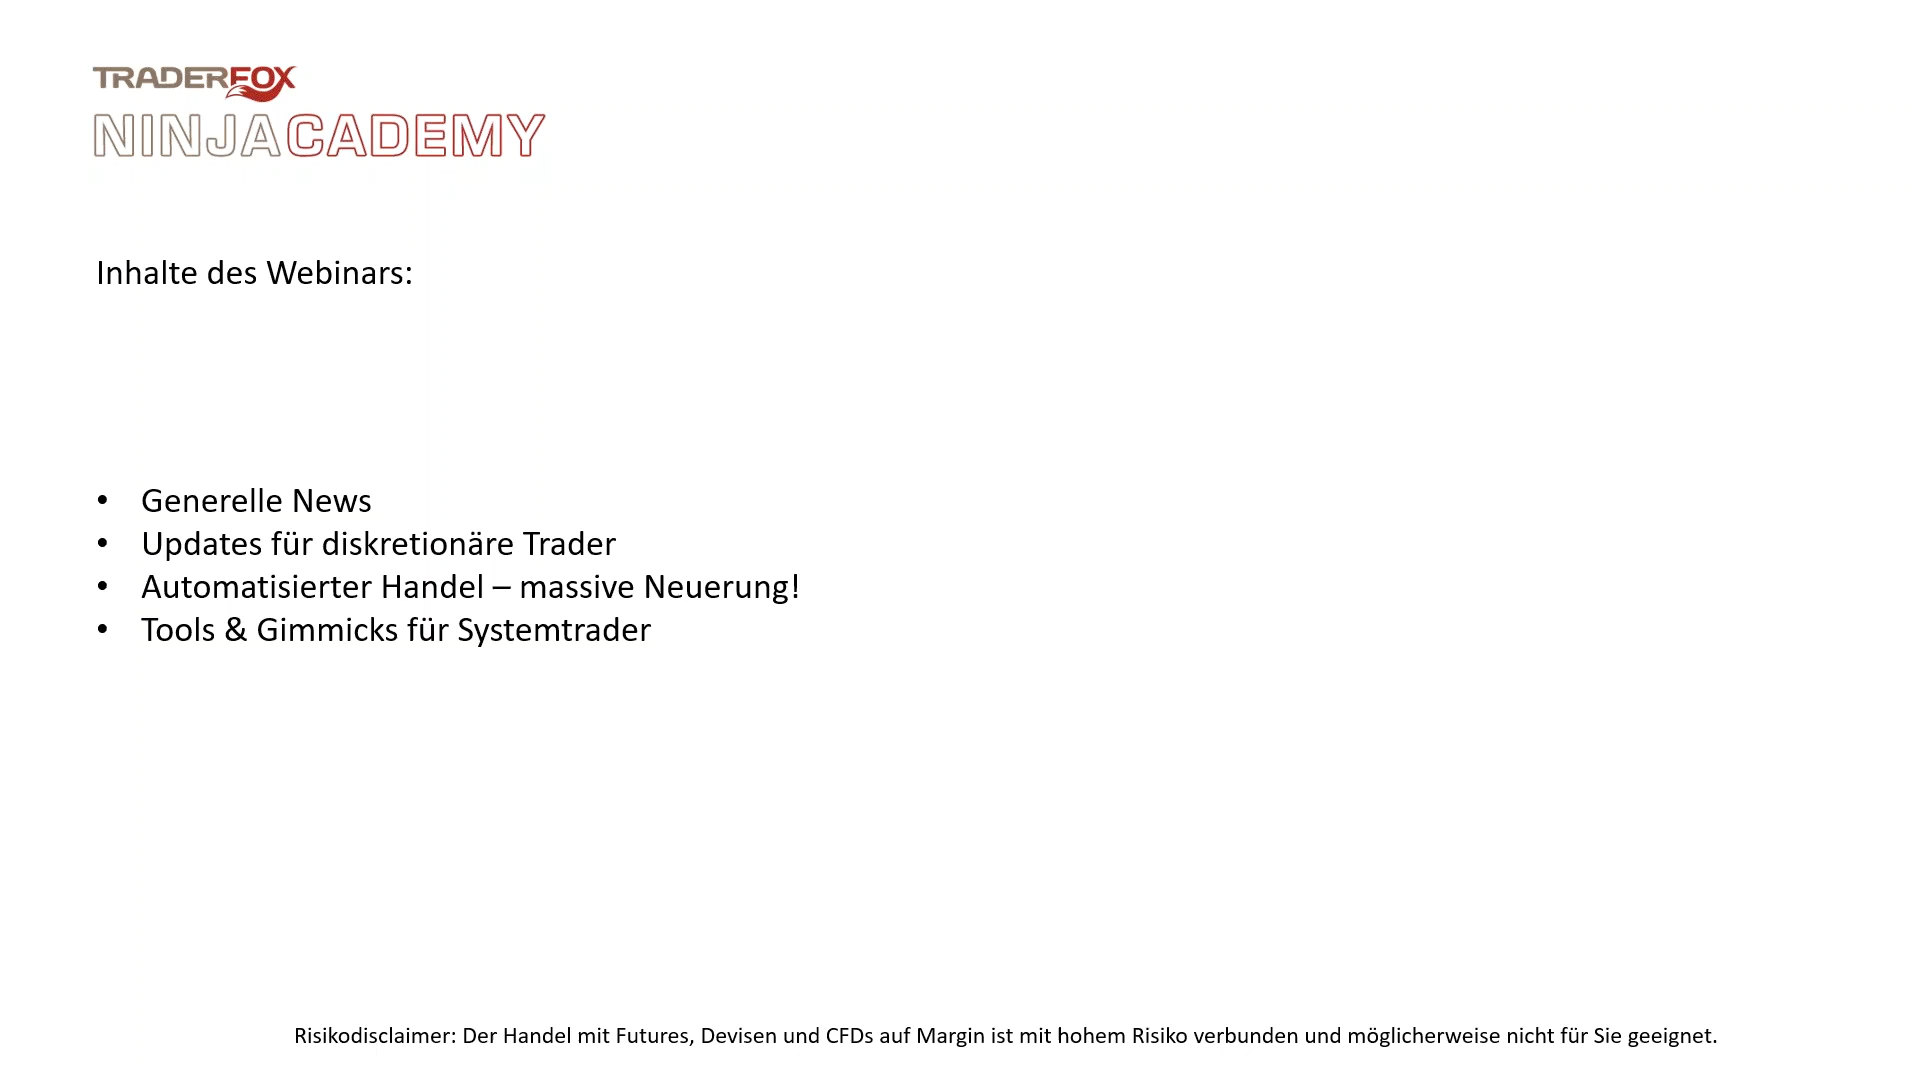 TRADERFOX
NINJACADEMY
Inhalte des Webinars:
• Generelle News
• Updates für diskretionäre Trader
• Automatisierter Handel – massive Neuerung!
• Tools & Gimmicks für Systemtrader
Risikodisclaimer: Der Handel mit Futures, Devisen und CFDs auf Margin ist mit hohem Risiko verbunden und möglicherweise nicht für Sie geeignet.